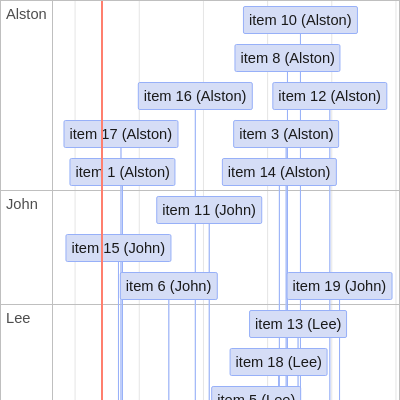 Alston
item 10 (Alston)
item 8 (Alston)
item 16 (Alston)
item 12 (Alston)
item 17 (Alston)
item 3 (Alston)
item 1 (Alston)
item 14 (Alston)
John
item 11 (John)
item 15 (John)
item 6 (John)
item 19 (John)
Lee
item 13 (Lee)
item 18 (Lee)
item 5 (Lee)